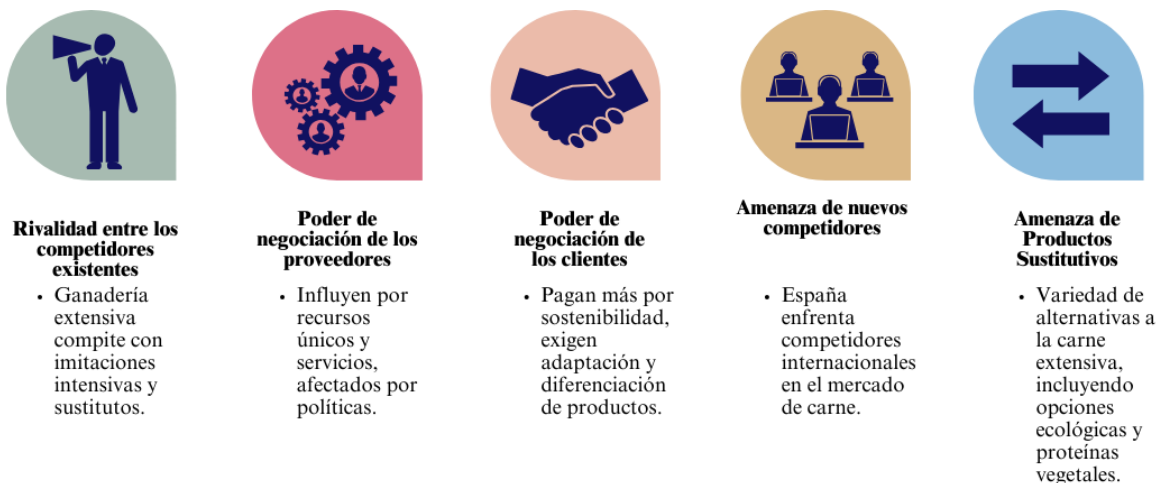 Rivalidad entre los
competidores
existentes
• Ganadería
extensiva
compite con
imitaciones
intensivas y
sustitutos.
Poder de
negociación de los
proveedores
• Influyen por
recursos
únicos y
servicios,
afectados por
políticas.
Poder de
negociación de
los clientes
• Pagan más por
sostenibilidad,
exigen
adaptación y
diferenciación
de productos.
Amenaza de nuevos
competidores
• España
enfrenta
competidores
internacionales
en el mercado
de carne.
Amenaza de
Productos
Sustitutivos
• Variedad de
alternativas a
la carne
extensiva,
incluyendo
opciones
ecológicas y
proteínas
vegetales.